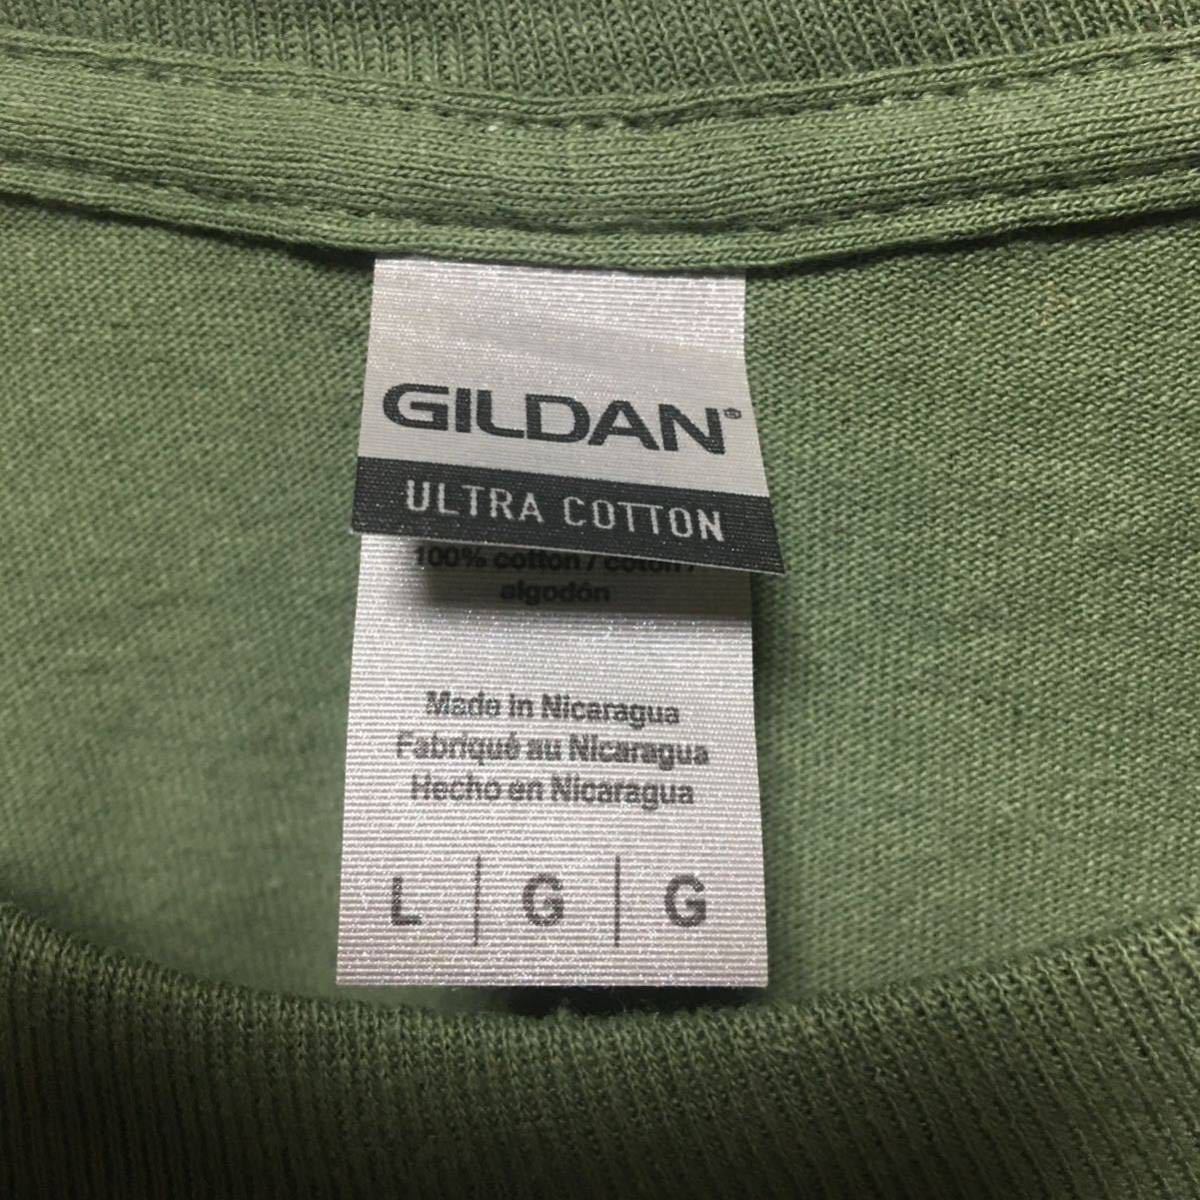 GILDAN®
ULTRA COTTON
100% cotton / coton /
algodón
Made in Nicaragua
Fabriqué au Nicaragua
Hecho en Nicaragua
L | G | G